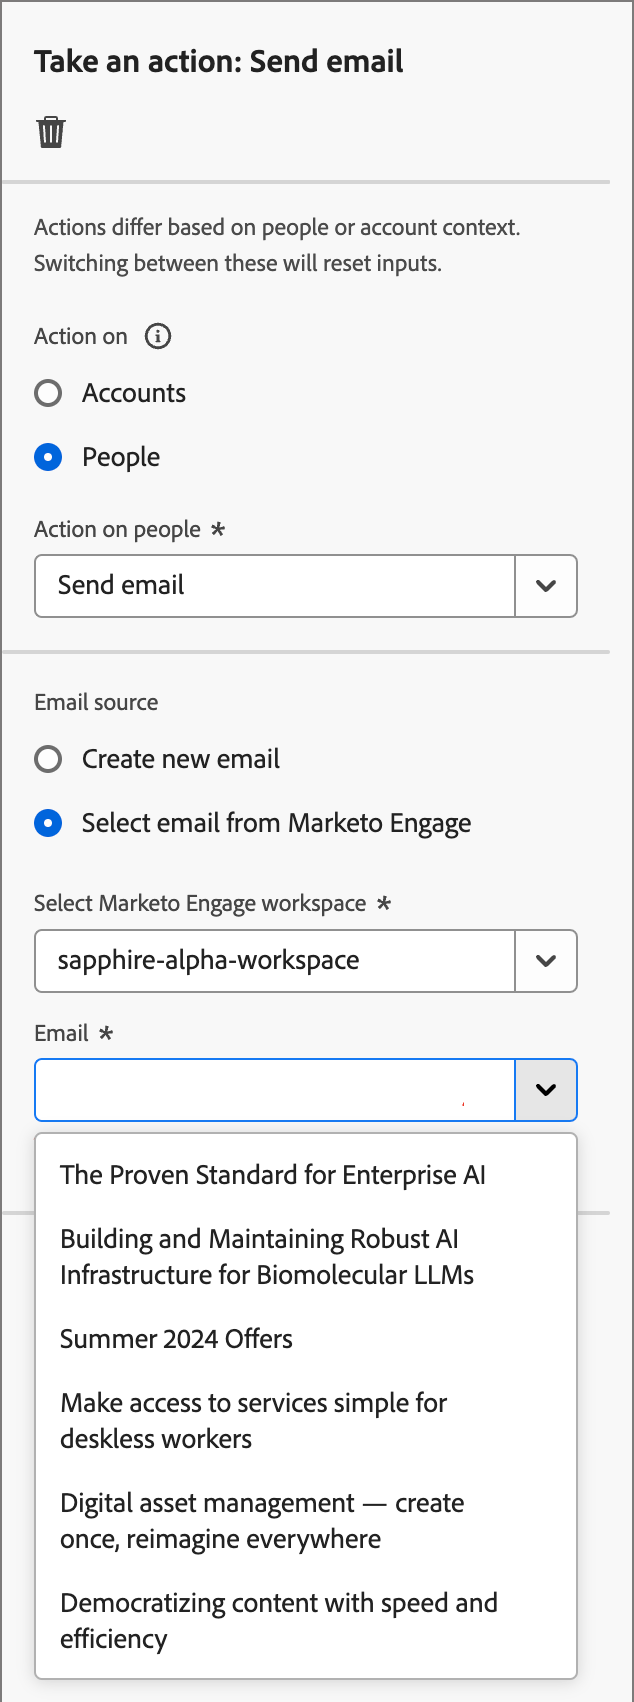 Take an action: Send email
Actions differ based on people or account context.
Switching between these will reset inputs.
Action on
Accounts
People
Action on people *
Send email
Email source
Create new email
Select email from Marketo Engage
Select Marketo Engage workspace *
sapphire-alpha-workspace
Email *
The Proven Standard for Enterprise AI
Building and Maintaining Robust AI
Infrastructure for Biomolecular LLMs
Summer 2024 Offers
Make access to services simple for
deskless workers
Digital asset management — create
once, reimagine everywhere
Democratizing content with speed and
efficiency